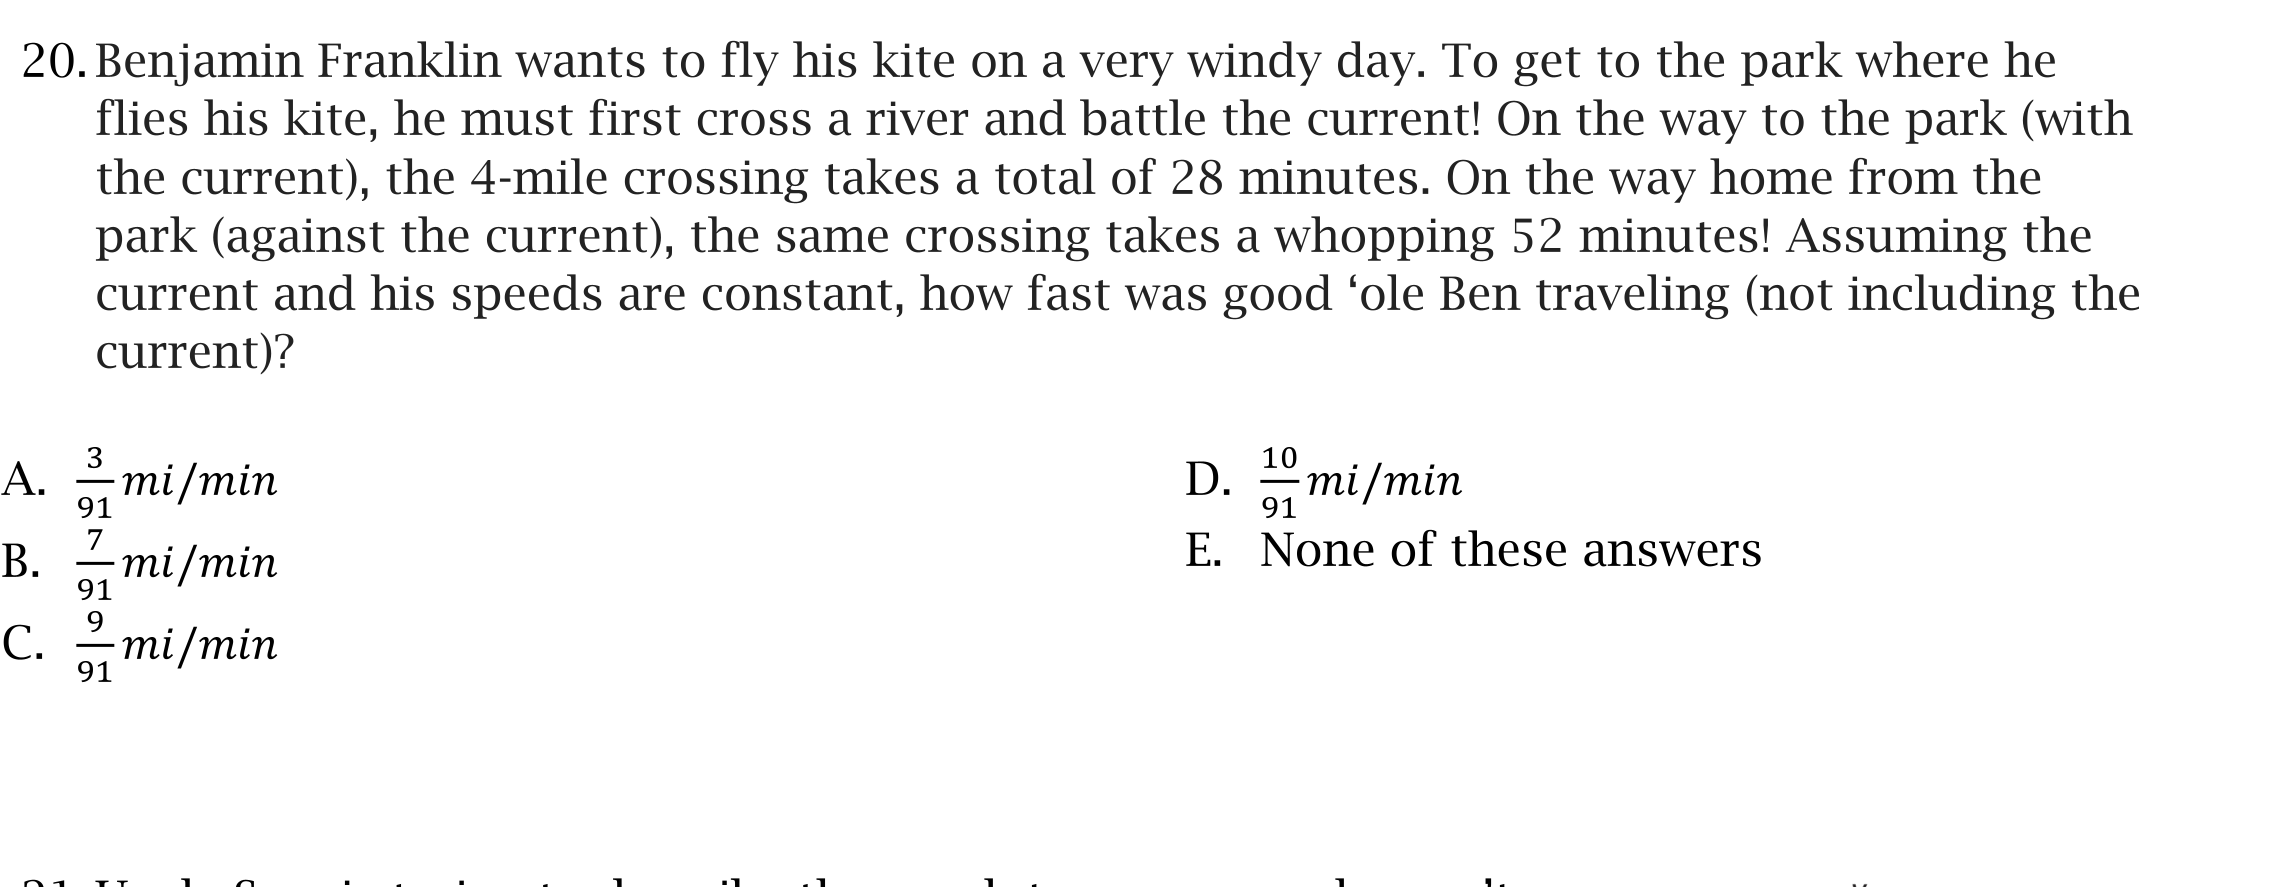 20. Benjamin Franklin wants to fly his kite on a very windy day. To get to the park where he
flies his kite, he must first cross a river and battle the current! On the way to the park (with
the current), the 4-mile crossing takes a total of 28 minutes. On the way home from the
park (against the current), the same crossing takes a whopping 52 minutes! Assuming the
current and his speeds are constant, how fast was good ‘ole Ben traveling (not including the
current)?
A. 3/91 mi/min
B. 7/91 mi/min
C. 9/91 mi/min
D. 10/91 mi/min
E. None of these answers